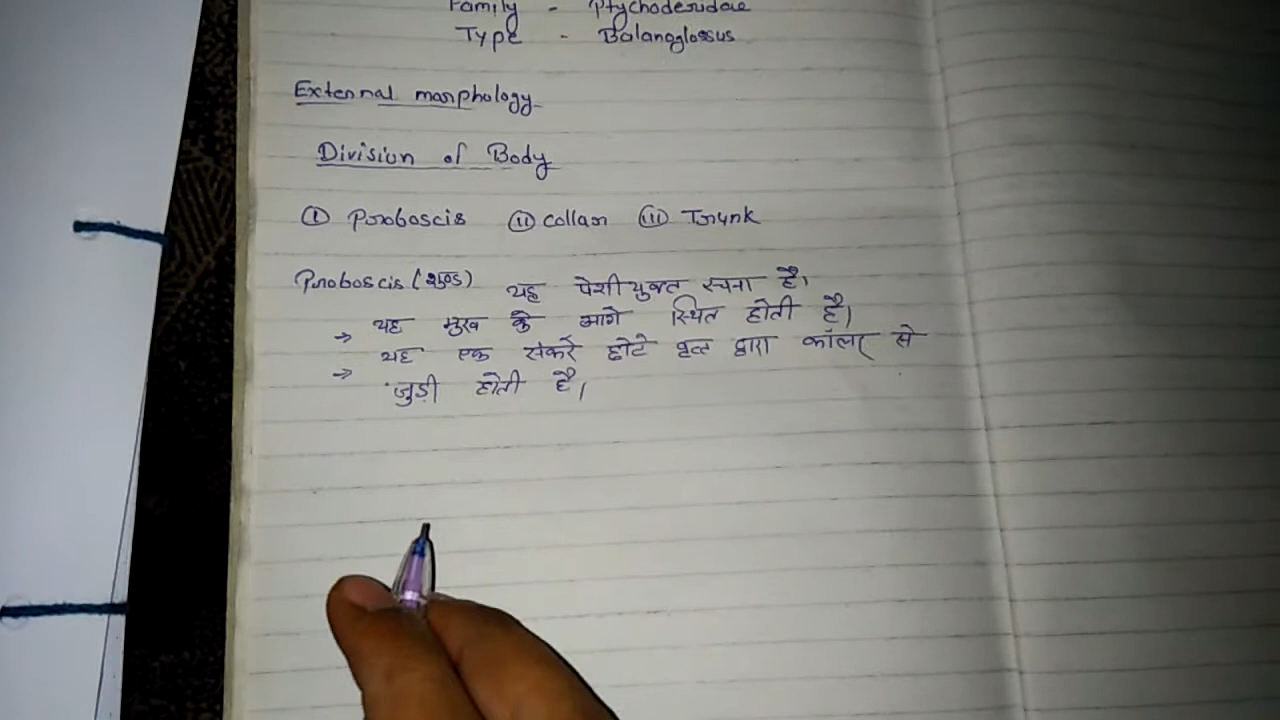 Family - Ptychoderidae
Type - Balanoglossus
External morphology
Division of Body
(i) Proboscis (ii) Collar (iii) Trunk
Proboscis (शुण्ड) यह पेशीयुक्त रचना है।
→ यह मुख के आगे स्थित होती है।
→ यह एक संकरे छोटे वृन्त द्वारा कॉलर से
जुड़ी होती है।